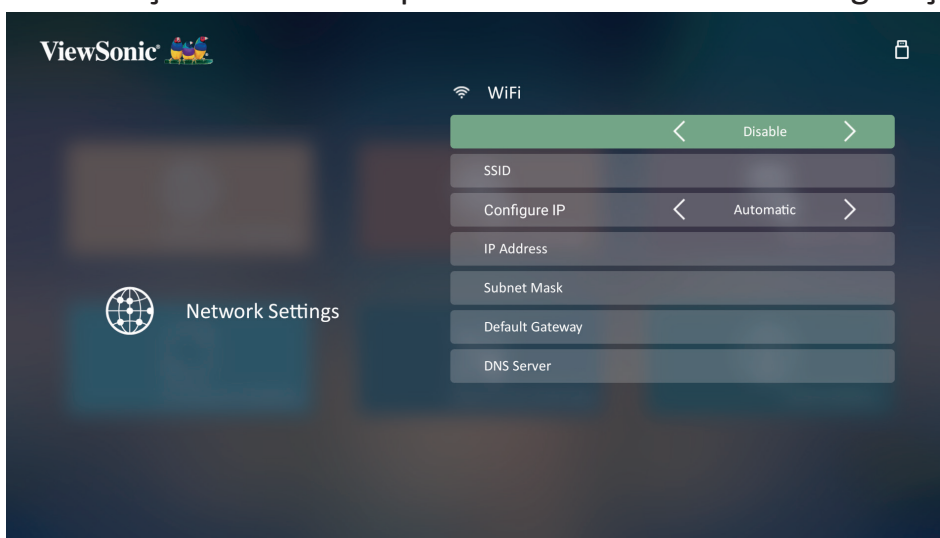 ViewSonic
WiFi
Disable
SSID
Configure IP Automatic
IP Address
Subnet Mask
Network Settings
Default Gateway
DNS Server